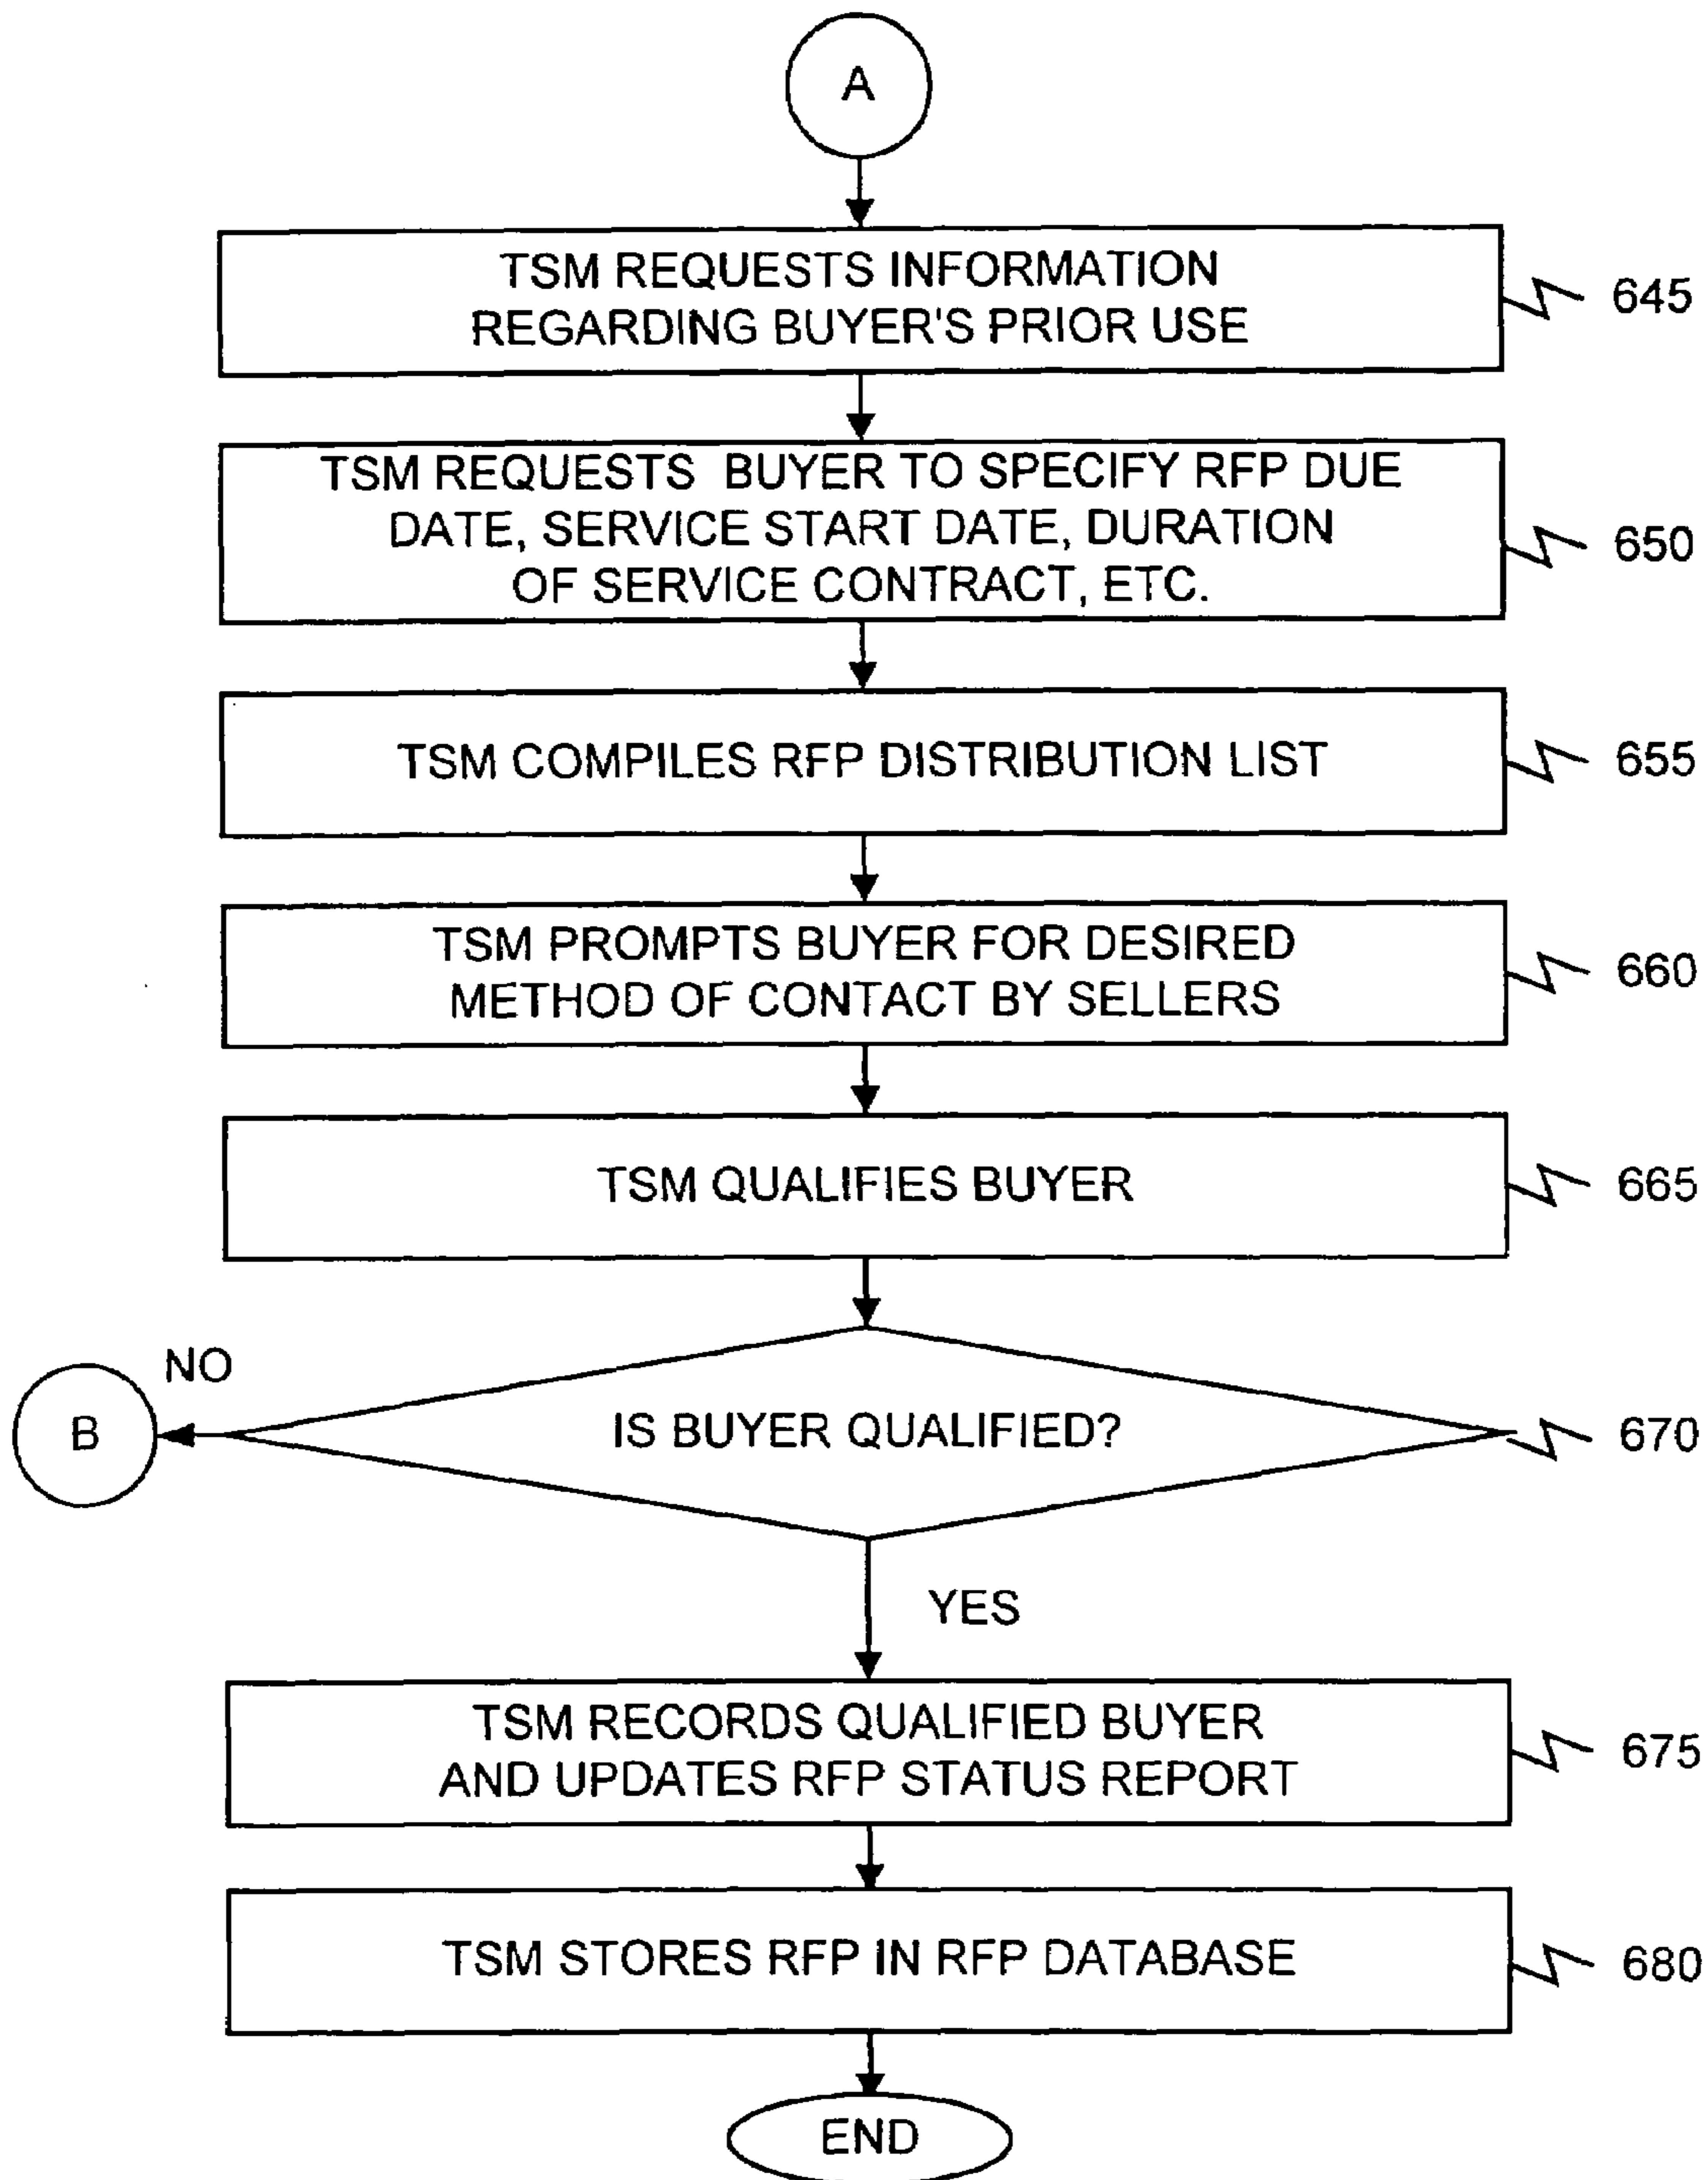 A
TSM REQUESTS INFORMATION
REGARDING BUYER'S PRIOR USE
645
TSM REQUESTS BUYER TO SPECIFY RFP DUE
DATE, SERVICE START DATE, DURATION
OF SERVICE CONTRACT, ETC.
650
TSM COMPILES RFP DISTRIBUTION LIST
655
TSM PROMPTS BUYER FOR DESIRED
METHOD OF CONTACT BY SELLERS
660
TSM QUALIFIES BUYER
665
NO
B
IS BUYER QUALIFIED?
670
YES
TSM RECORDS QUALIFIED BUYER
AND UPDATES RFP STATUS REPORT
675
TSM STORES RFP IN RFP DATABASE
680
END